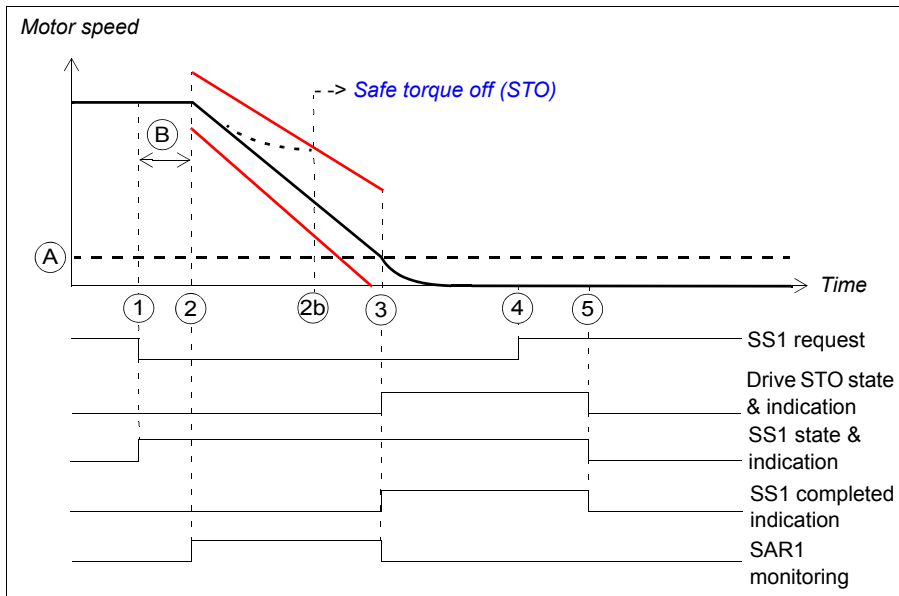 Motor speed
--> Safe torque off (STO)
B
A
Time
1 2 2b 3 4 5
SS1 request
Drive STO state
& indication
SS1 state &
indication
SS1 completed
indication
SAR1
monitoring